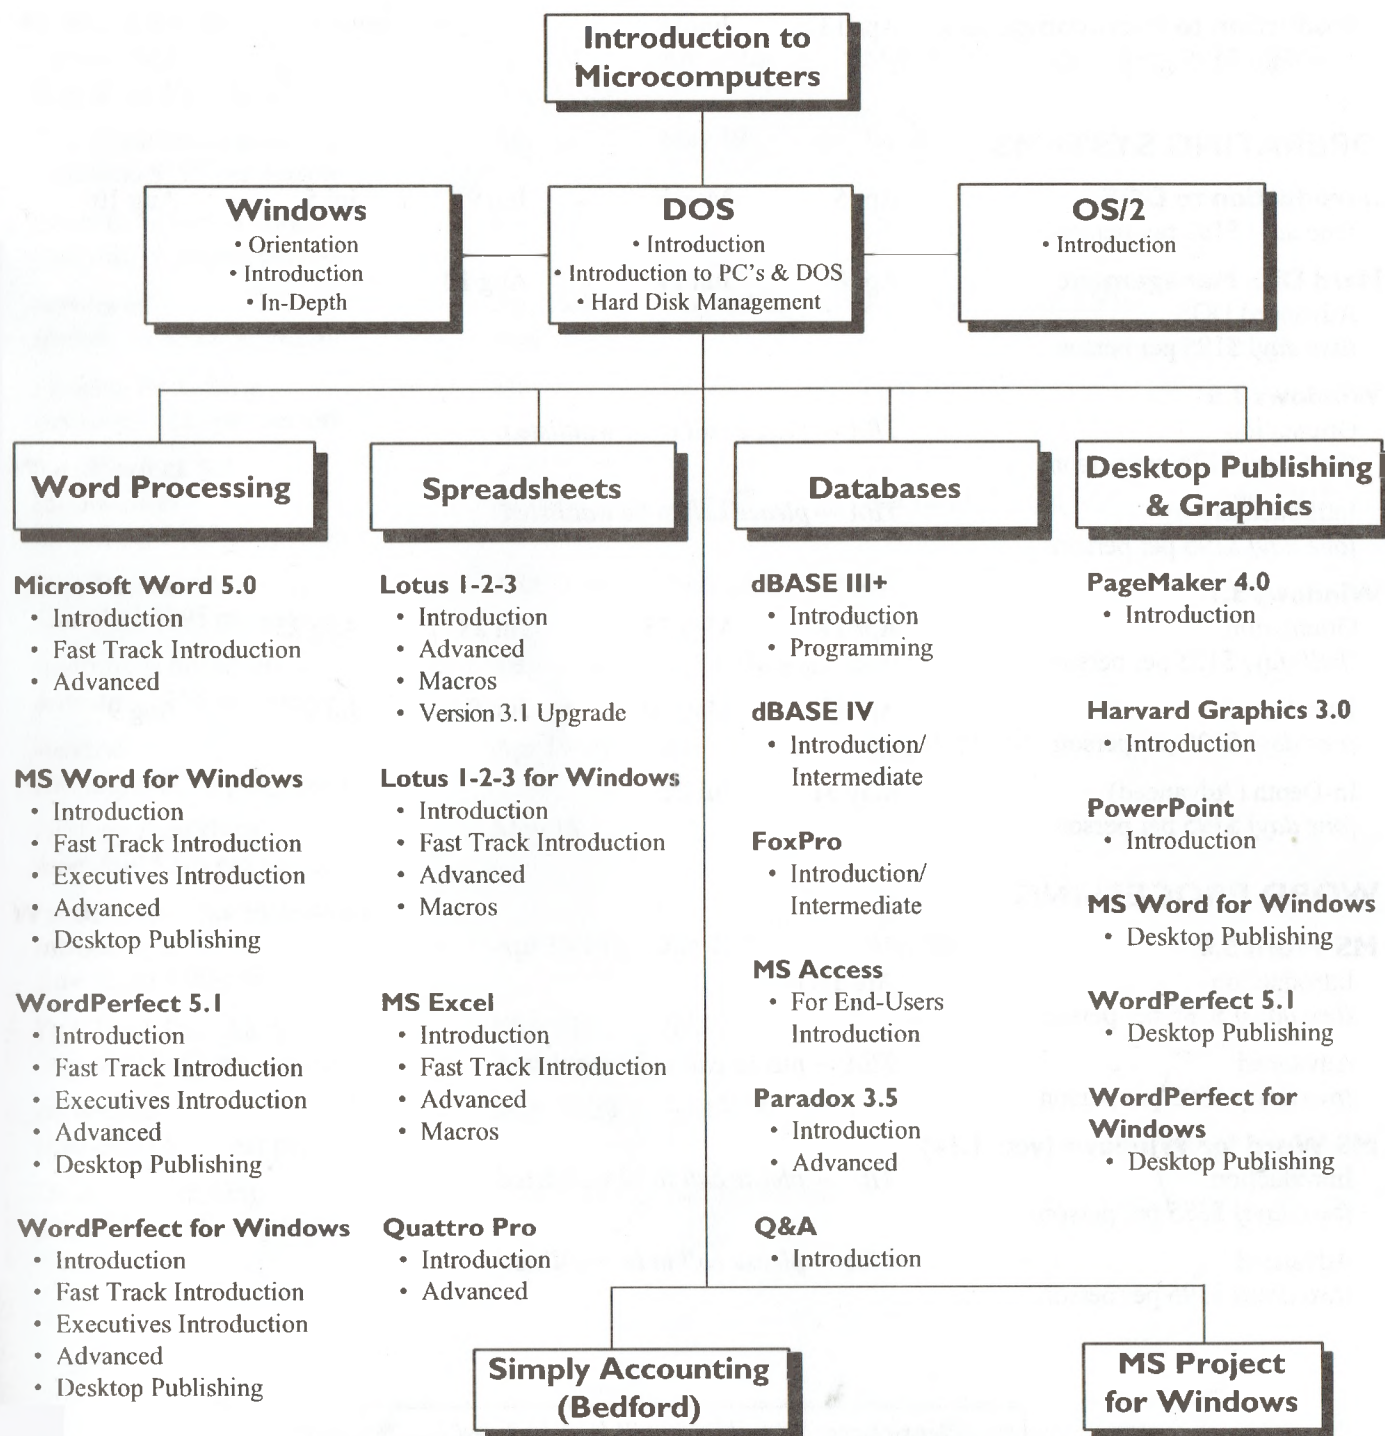 Introduction to
Microcomputers
Windows
• Orientation
• Introduction
• In-Depth
DOS
• Introduction
• Introduction to PC's & DOS
• Hard Disk Management
OS/2
• Introduction
Word Processing
Spreadsheets
Databases
Desktop Publishing
& Graphics
Microsoft Word 5.0
• Introduction
• Fast Track Introduction
• Advanced
MS Word for Windows
• Introduction
• Fast Track Introduction
• Executives Introduction
• Advanced
• Desktop Publishing
WordPerfect 5.1
• Introduction
• Fast Track Introduction
• Executives Introduction
• Advanced
• Desktop Publishing
WordPerfect for Windows
• Introduction
• Fast Track Introduction
• Executives Introduction
• Advanced
• Desktop Publishing
Lotus 1-2-3
• Introduction
• Advanced
• Macros
• Version 3.1 Upgrade
Lotus 1-2-3 for Windows
• Introduction
• Fast Track Introduction
• Advanced
• Macros
MS Excel
• Introduction
• Fast Track Introduction
• Advanced
• Macros
Quattro Pro
• Introduction
• Advanced
dBASE III+
• Introduction
• Programming
dBASE IV
• Introduction/
Intermediate
FoxPro
• Introduction/
Intermediate
MS Access
• For End-Users
Introduction
Paradox 3.5
• Introduction
• Advanced
Q&A
• Introduction
PageMaker 4.0
• Introduction
Harvard Graphics 3.0
• Introduction
PowerPoint
• Introduction
MS Word for Windows
• Desktop Publishing
WordPerfect 5.1
• Desktop Publishing
WordPerfect for
Windows
• Desktop Publishing
Simply Accounting
(Bedford)
MS Project
for Windows